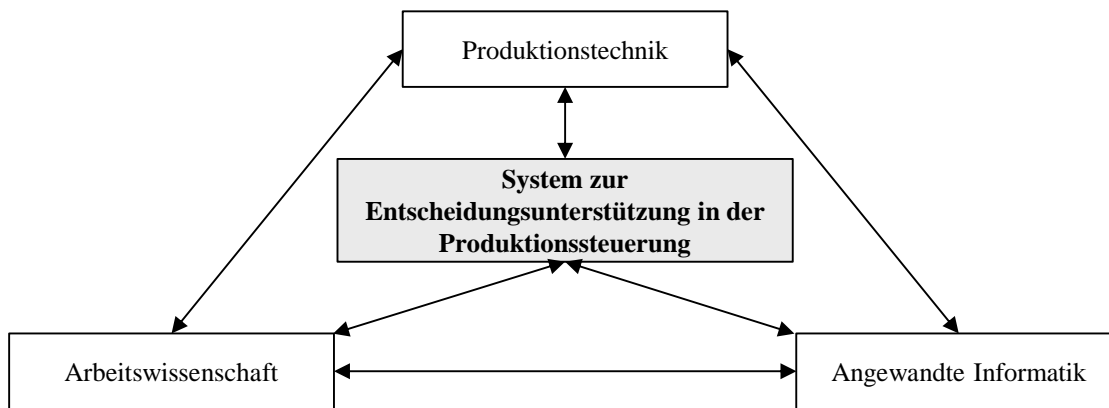 Produktionstechnik
System zur
Entscheidungsunterstützung in der
Produktionssteuerung
Arbeitswissenschaft
Angewandte Informatik